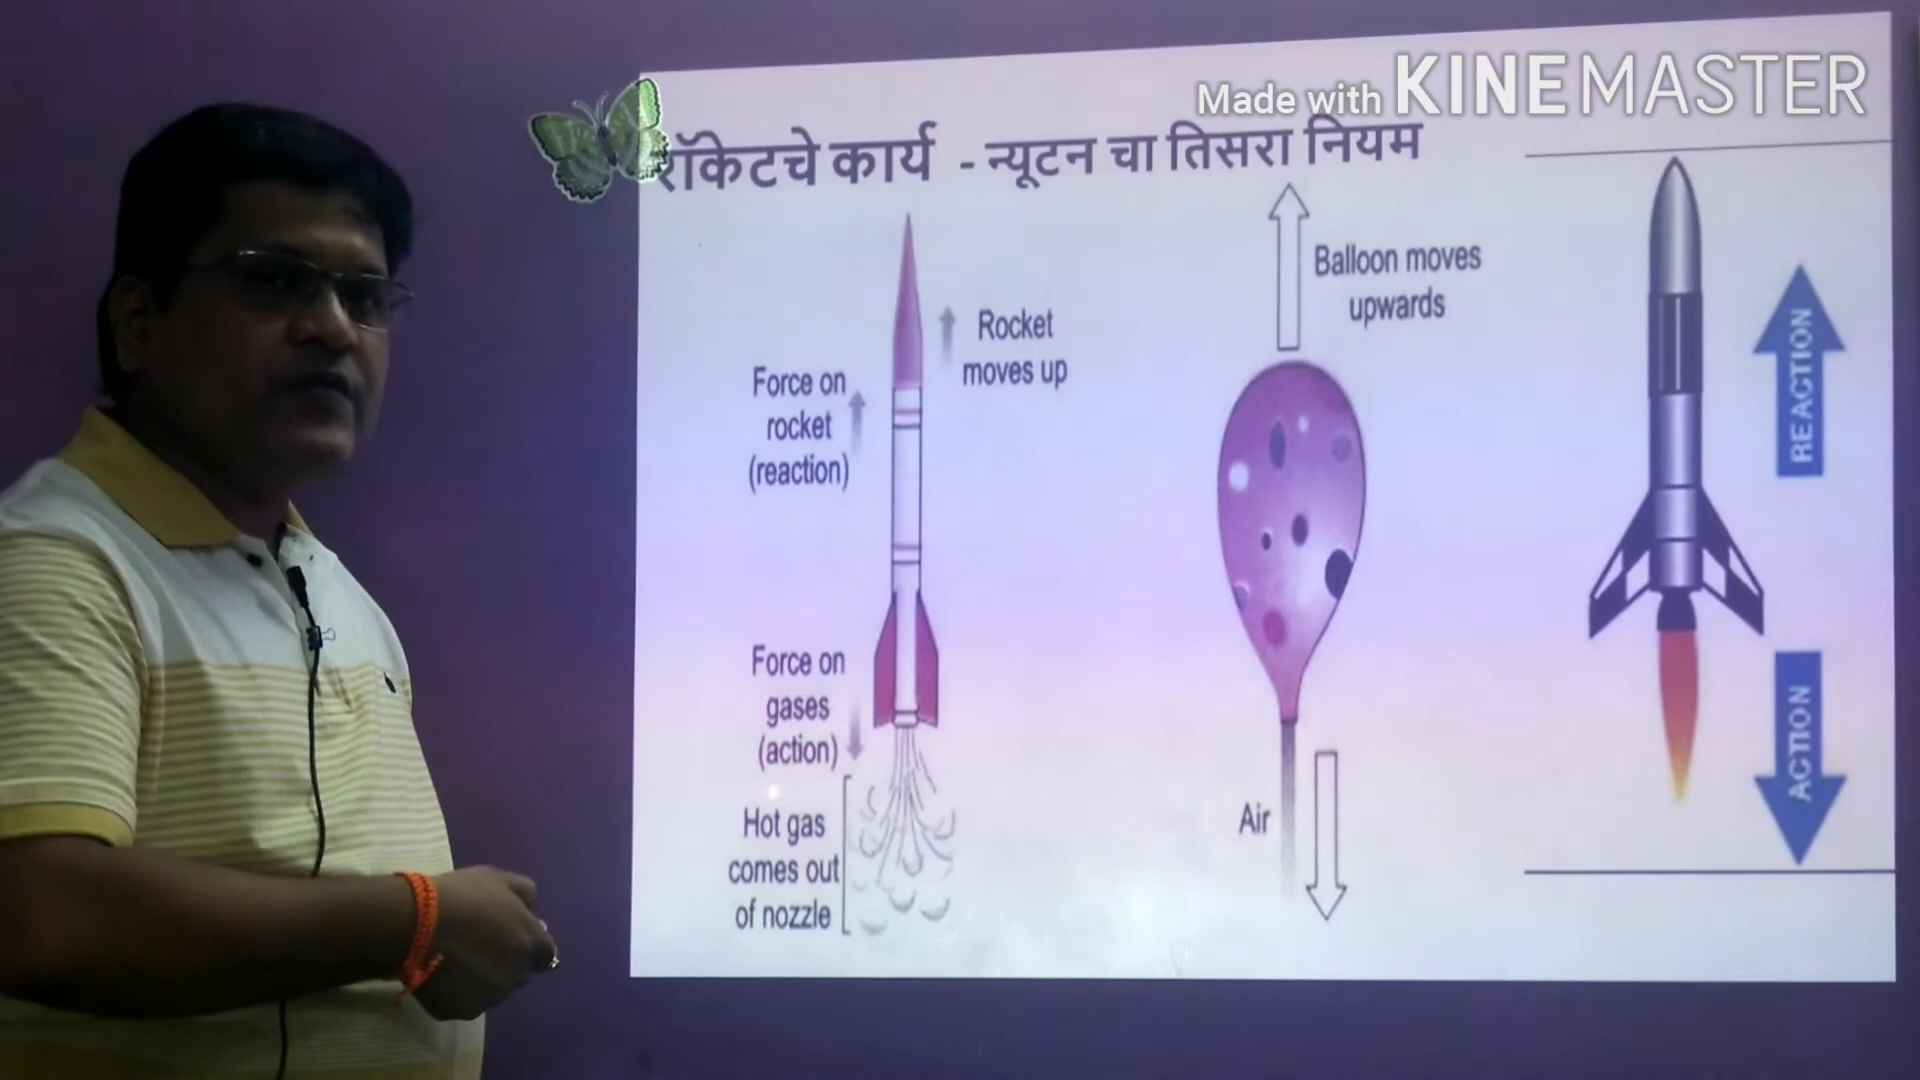 Made with KINEMASTER
रॉकेटचे कार्य - न्यूटन चा तिसरा नियम
Rocket
moves up
Force on
rocket
(reaction)
Force on
gases
(action)
Hot gas
comes out
of nozzle
Balloon moves
upwards
Air
REACTION
ACTION